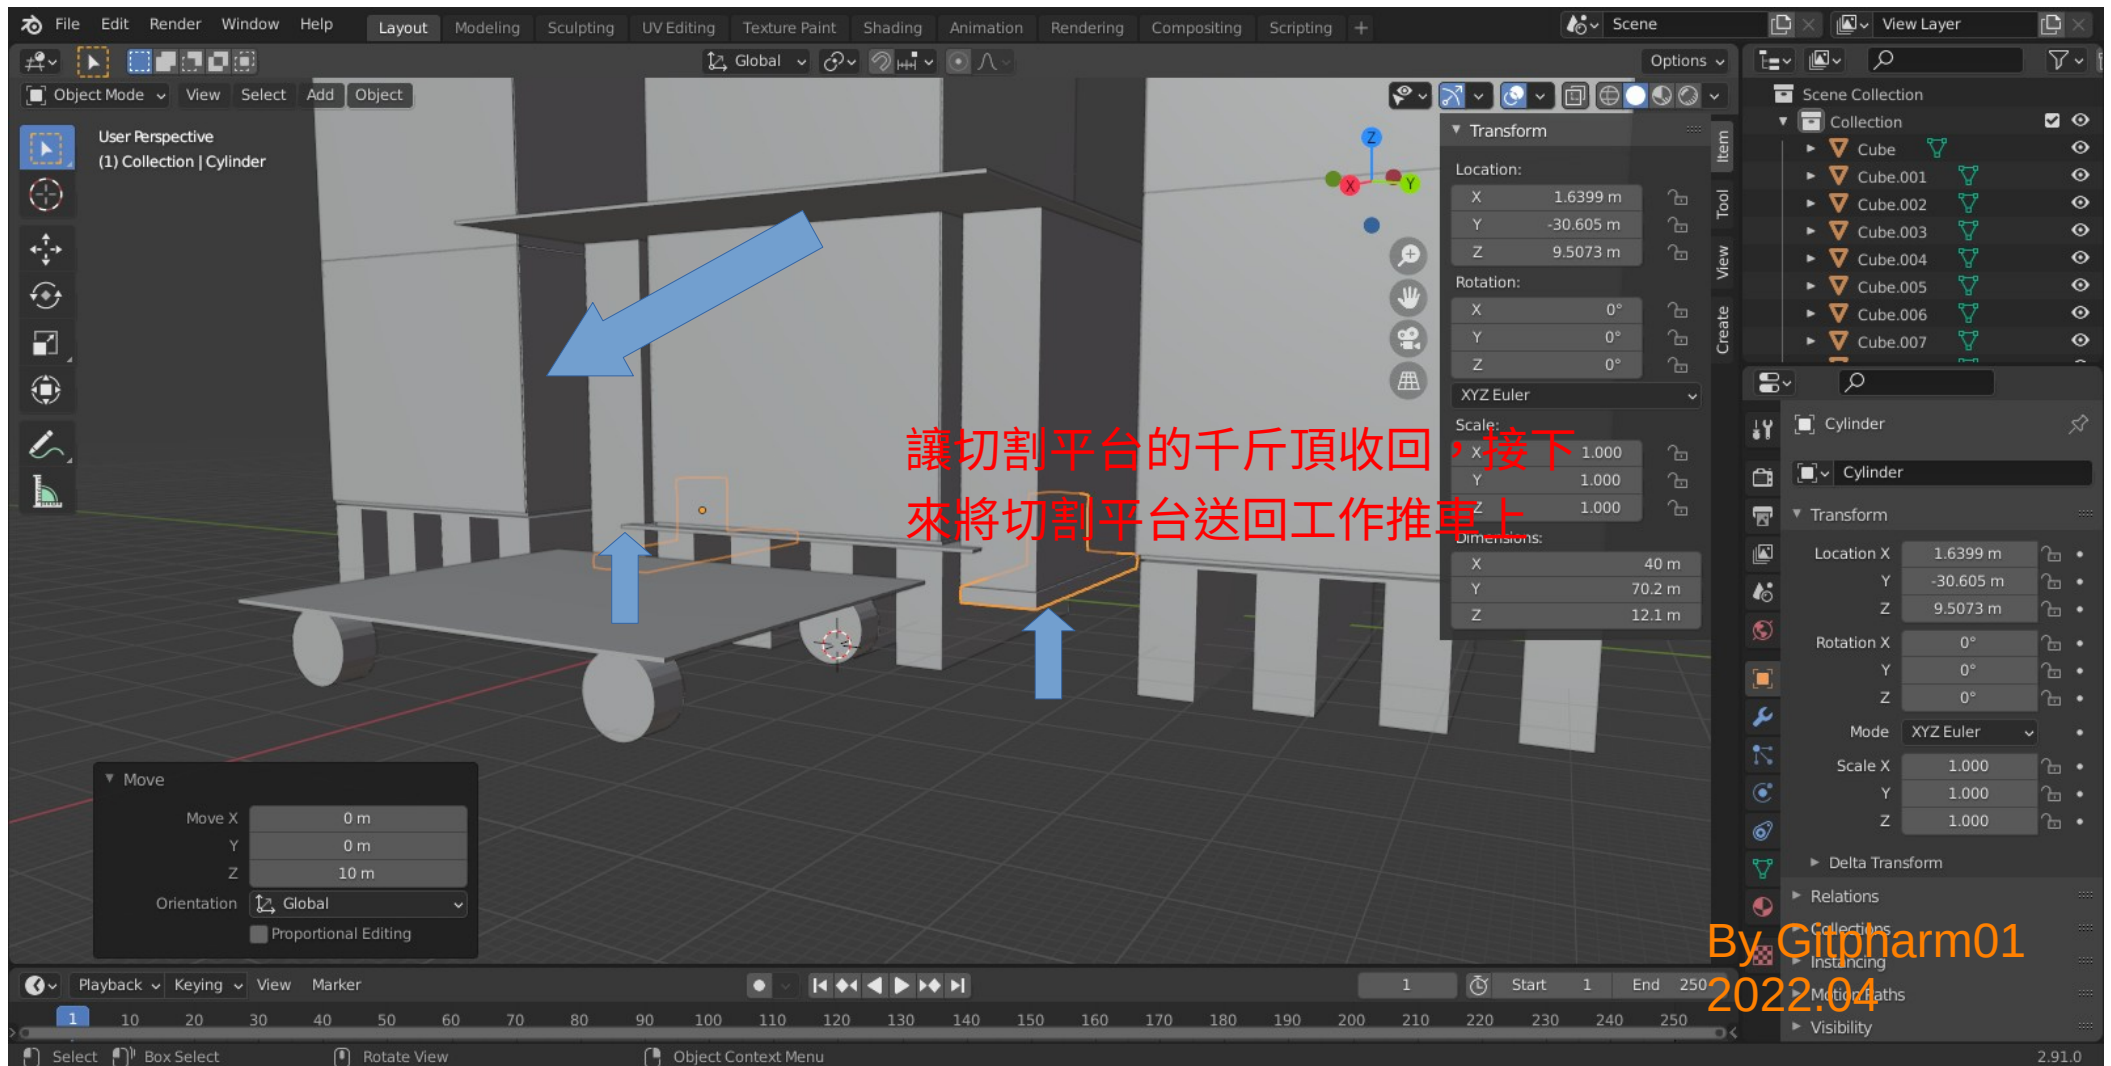 File Edit Render Window Help Layout Modeling Sculpting UV Editing Texture Paint Shading Animation Rendering Compositing Scripting + Scene View Layer
Global Options
Object Mode View Select Add Object
User Perspective
(1) Collection | Cylinder
Z
X
Y
Transform
Location:
X 1.6399 m
Y -30.605 m
Z 9.5073 m
Rotation:
X 0°
Y 0°
Z 0°
XYZ Euler
Scale:
X 1.000
Y 1.000
Z 1.000
Dimensions:
X 40 m
Y 70.2 m
Z 12.1 m
Item
Tool
View
Create
讓切割平台的千斤頂收回，接下
來將切割平台送回工作推車上
Scene Collection
Collection
Cube
Cube.001
Cube.002
Cube.003
Cube.004
Cube.005
Cube.006
Cube.007
Cylinder
Cylinder
Transform
Location X 1.6399 m
Y -30.605 m
Z 9.5073 m
Rotation X 0°
Y 0°
Z 0°
Mode XYZ Euler
Scale X 1.000
Y 1.000
Z 1.000
Delta Transform
Relations
Collections
Instancing
Motion Paths
Visibility
By Gitpharm01
2022.04
Move
Move X 0 m
Y 0 m
Z 10 m
Orientation Global
Proportional Editing
Playback Keying View Marker 1 Start 1 End 250
1 10 20 30 40 50 60 70 80 90 100 110 120 130 140 150 160 170 180 190 200 210 220 230 240 250
Select Box Select Rotate View Object Context Menu 2.91.0